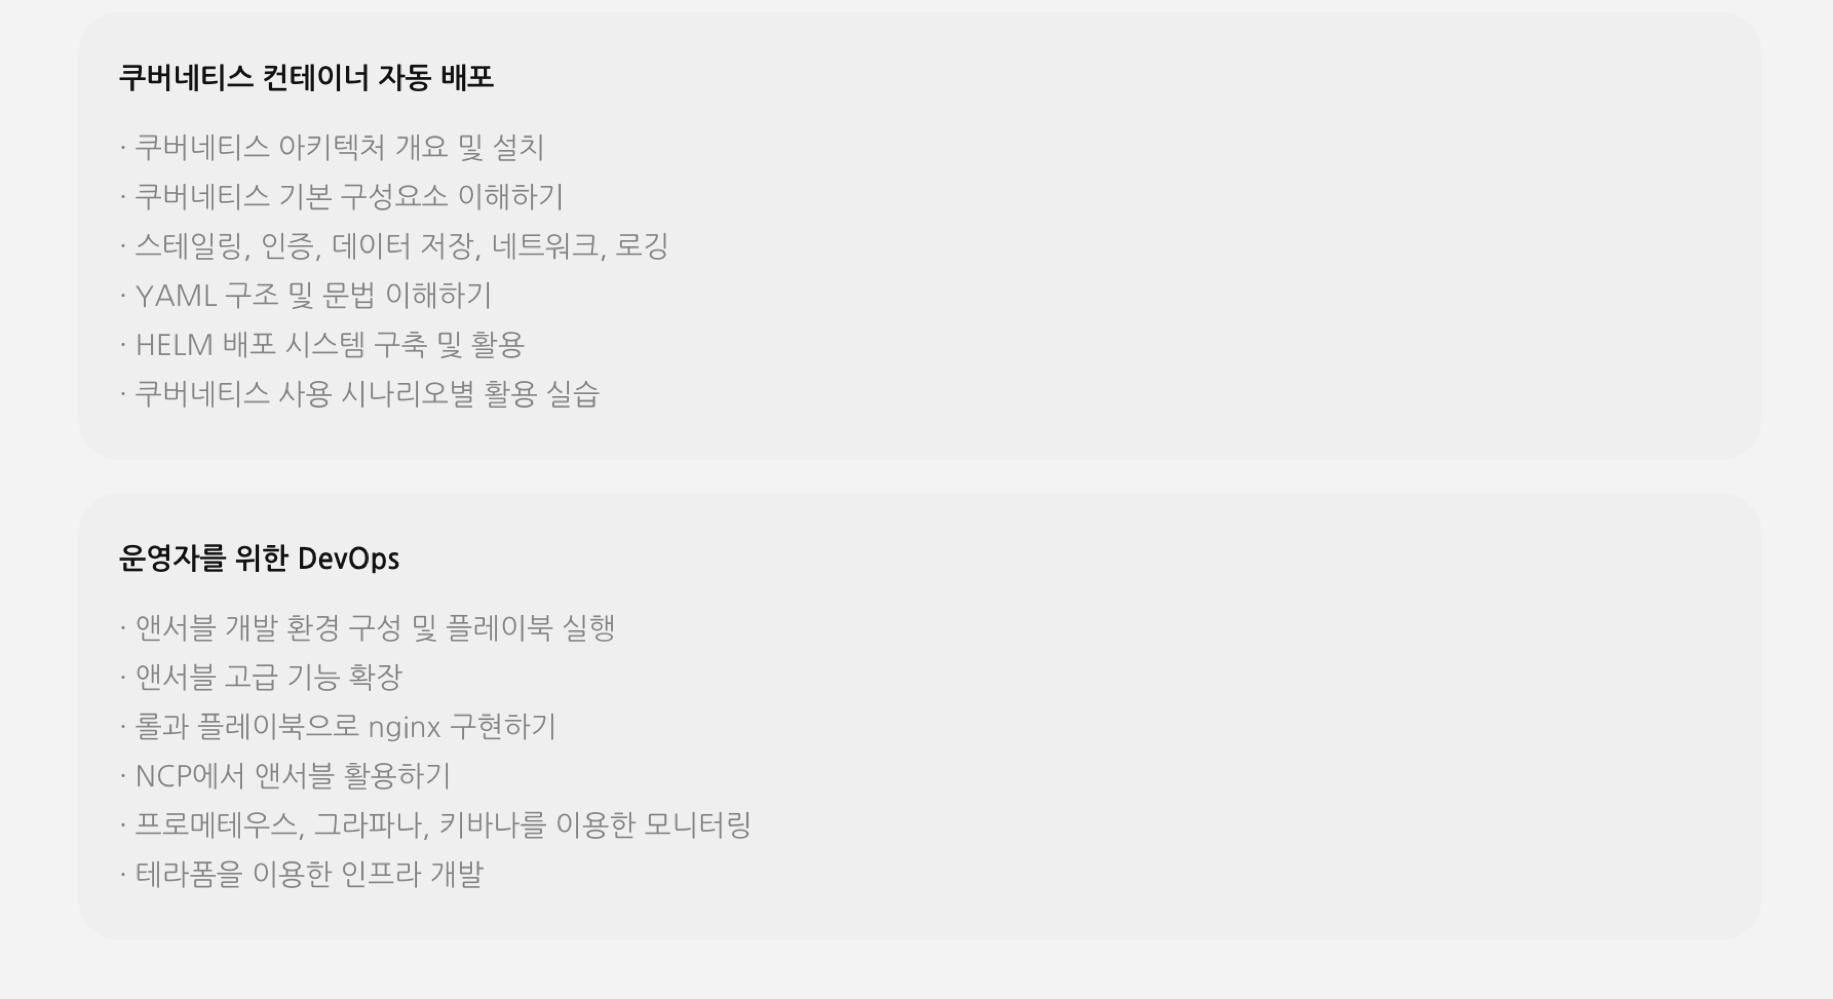 쿠버네티스 컨테이너 자동 배포
· 쿠버네티스 아키텍처 개요 및 설치
· 쿠버네티스 기본 구성요소 이해하기
· 스테일링, 인증, 데이터 저장, 네트워크, 로깅
· YAML 구조 및 문법 이해하기
· HELM 배포 시스템 구축 및 활용
· 쿠버네티스 사용 시나리오별 활용 실습
운영자를 위한 DevOps
· 앤서블 개발 환경 구성 및 플레이북 실행
· 앤서블 고급 기능 확장
· 롤과 플레이북으로 nginx 구현하기
· NCP에서 앤서블 활용하기
· 프로메테우스, 그라파나, 키바나를 이용한 모니터링
· 테라폼을 이용한 인프라 개발